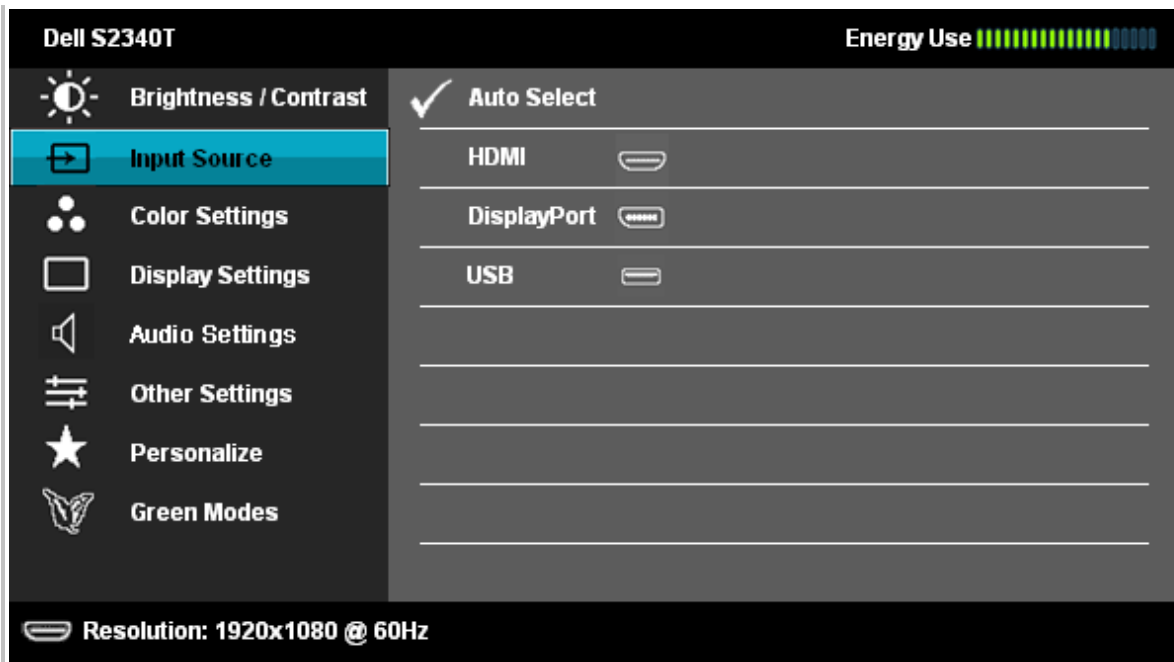 Dell S2340T Energy Use
Brightness / Contrast
Auto Select
Input Source
HDMI
Color Settings
DisplayPort
Display Settings
USB
Audio Settings
Other Settings
Personalize
Green Modes
Resolution: 1920x1080 @ 60Hz